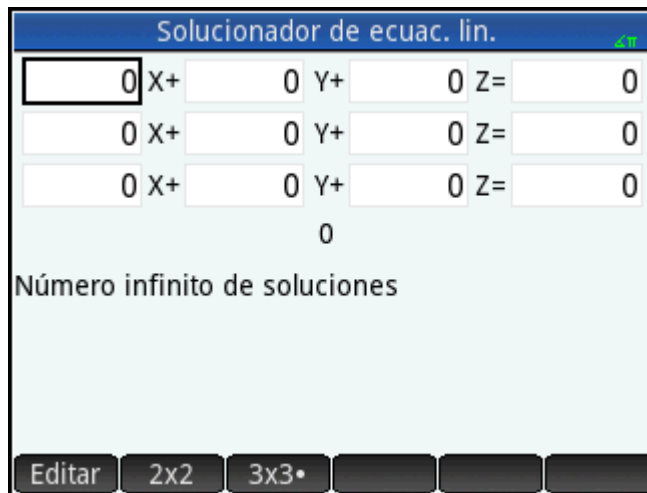 Solucionador de ecuac. lin.
∡π
0 X+ 0 Y+ 0 Z= 0
0 X+ 0 Y+ 0 Z= 0
0 X+ 0 Y+ 0 Z= 0
0
Número infinito de soluciones
Editar 2x2 3x3•